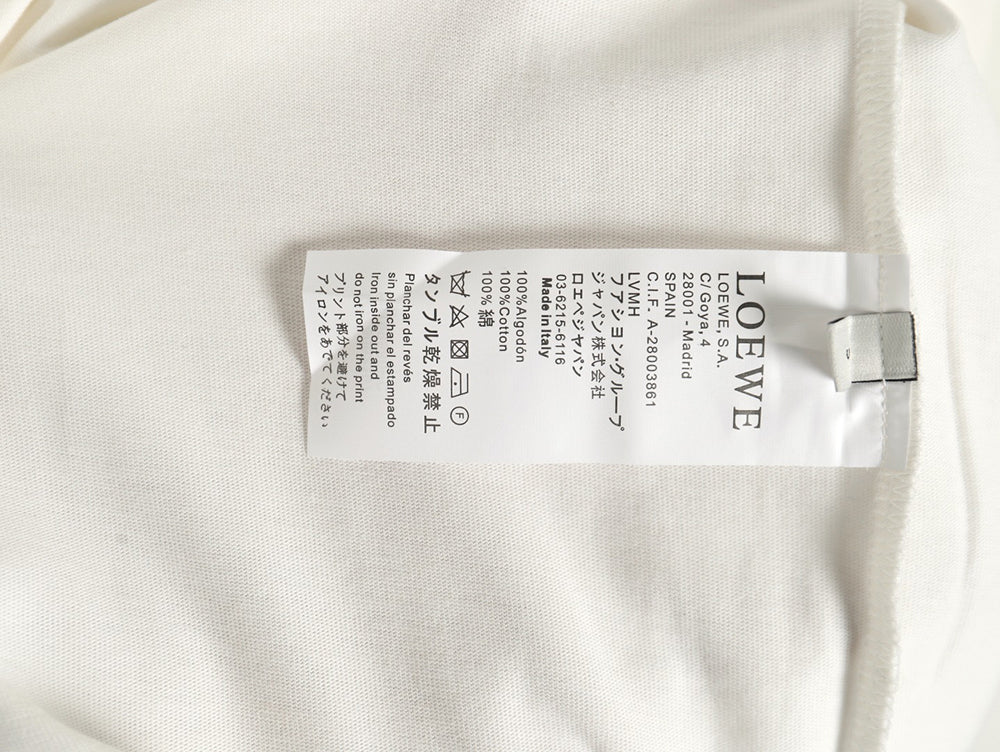 LOEWE
LOEWE, S.A.
C/ Goya, 4
28001 - Madrid
SPAIN
C.I.F. A-28003861
LVMH
ファション·グループ
ジャパン株式会社
ロエベジャパン
03-6215-6116
Made in Italy
100%Algodón
100%Cotton
100%綿
F
タンブル乾燥禁止
Planchar del revés
sin planchar el estampado
Iron inside out and
do not iron on the print
プリント部分を避けて
アイロンをあでてください